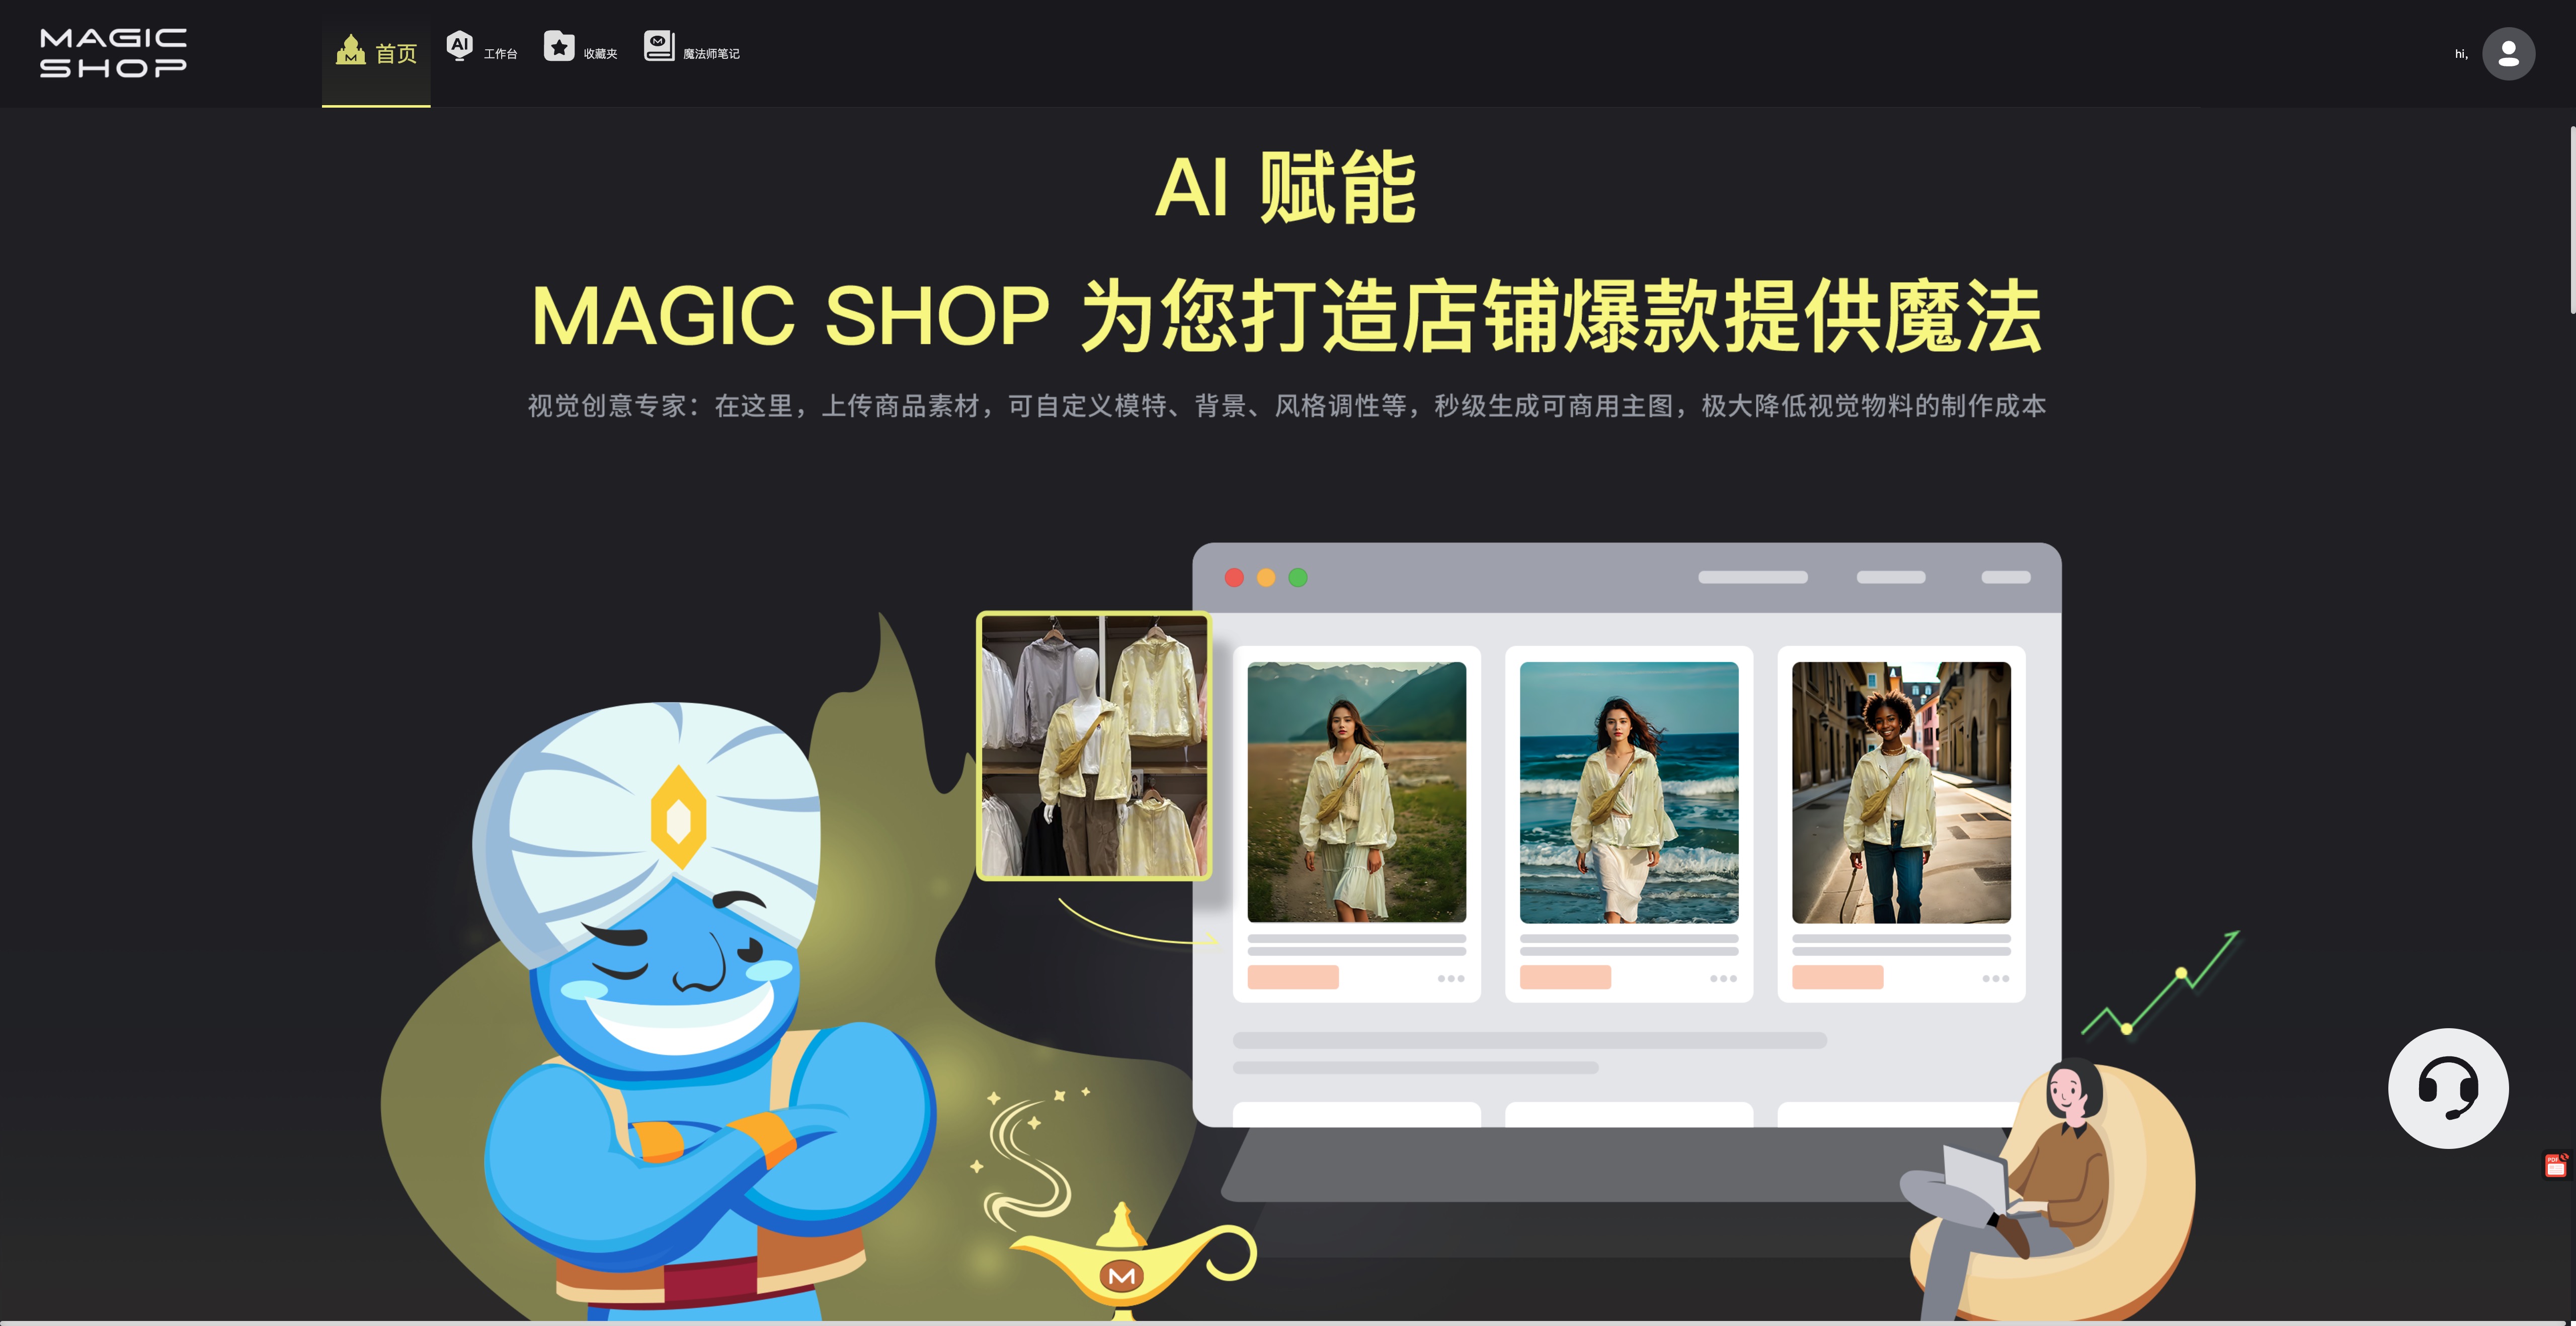 MAGIC
SHOP
首页
AI
工作台
收藏夹
M
魔法师笔记
hi,
AI 赋能
MAGIC SHOP 为您打造店铺爆款提供魔法
视觉创意专家：在这里，上传商品素材，可自定义模特、背景、风格调性等，秒级生成可商用主图，极大降低视觉物料的制作成本
PDF
M